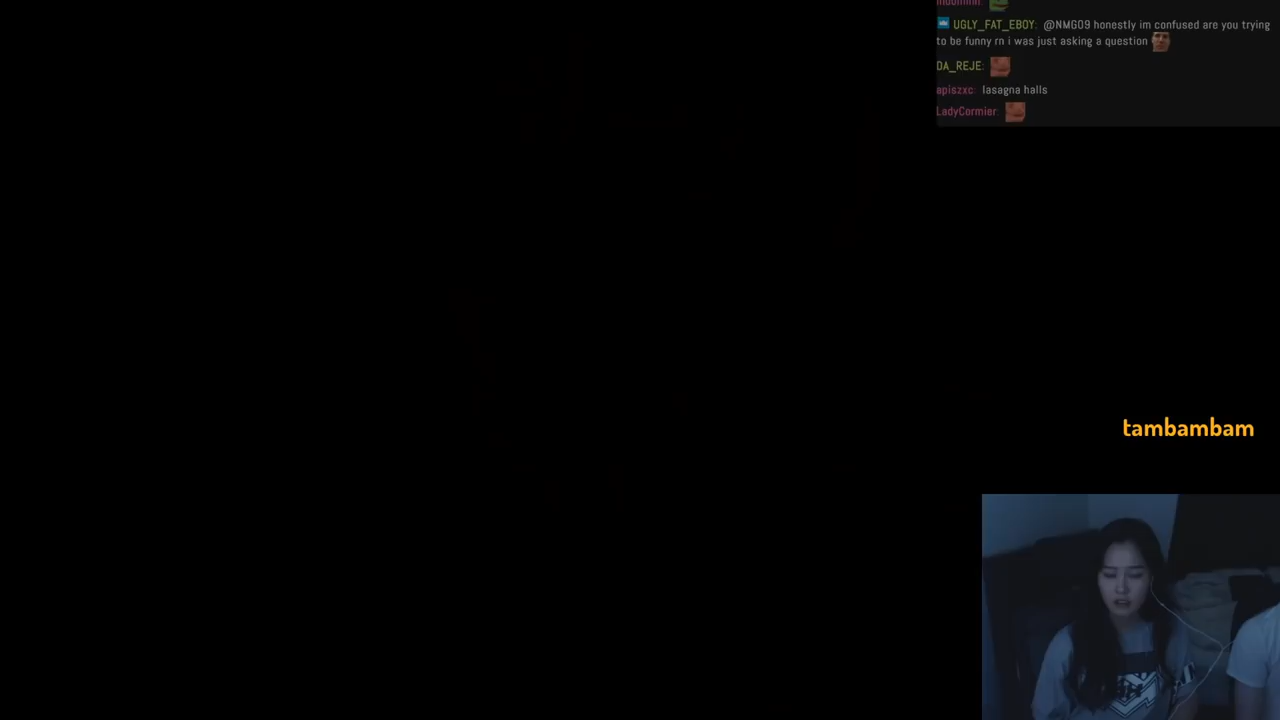 UGLY_FAT_EBOY: @NMG09 honestly im confused are you trying
to be funny rn i was just asking a question
DA_REJE:
apiszxc: lasagna halls
LadyCormier:
tambambam